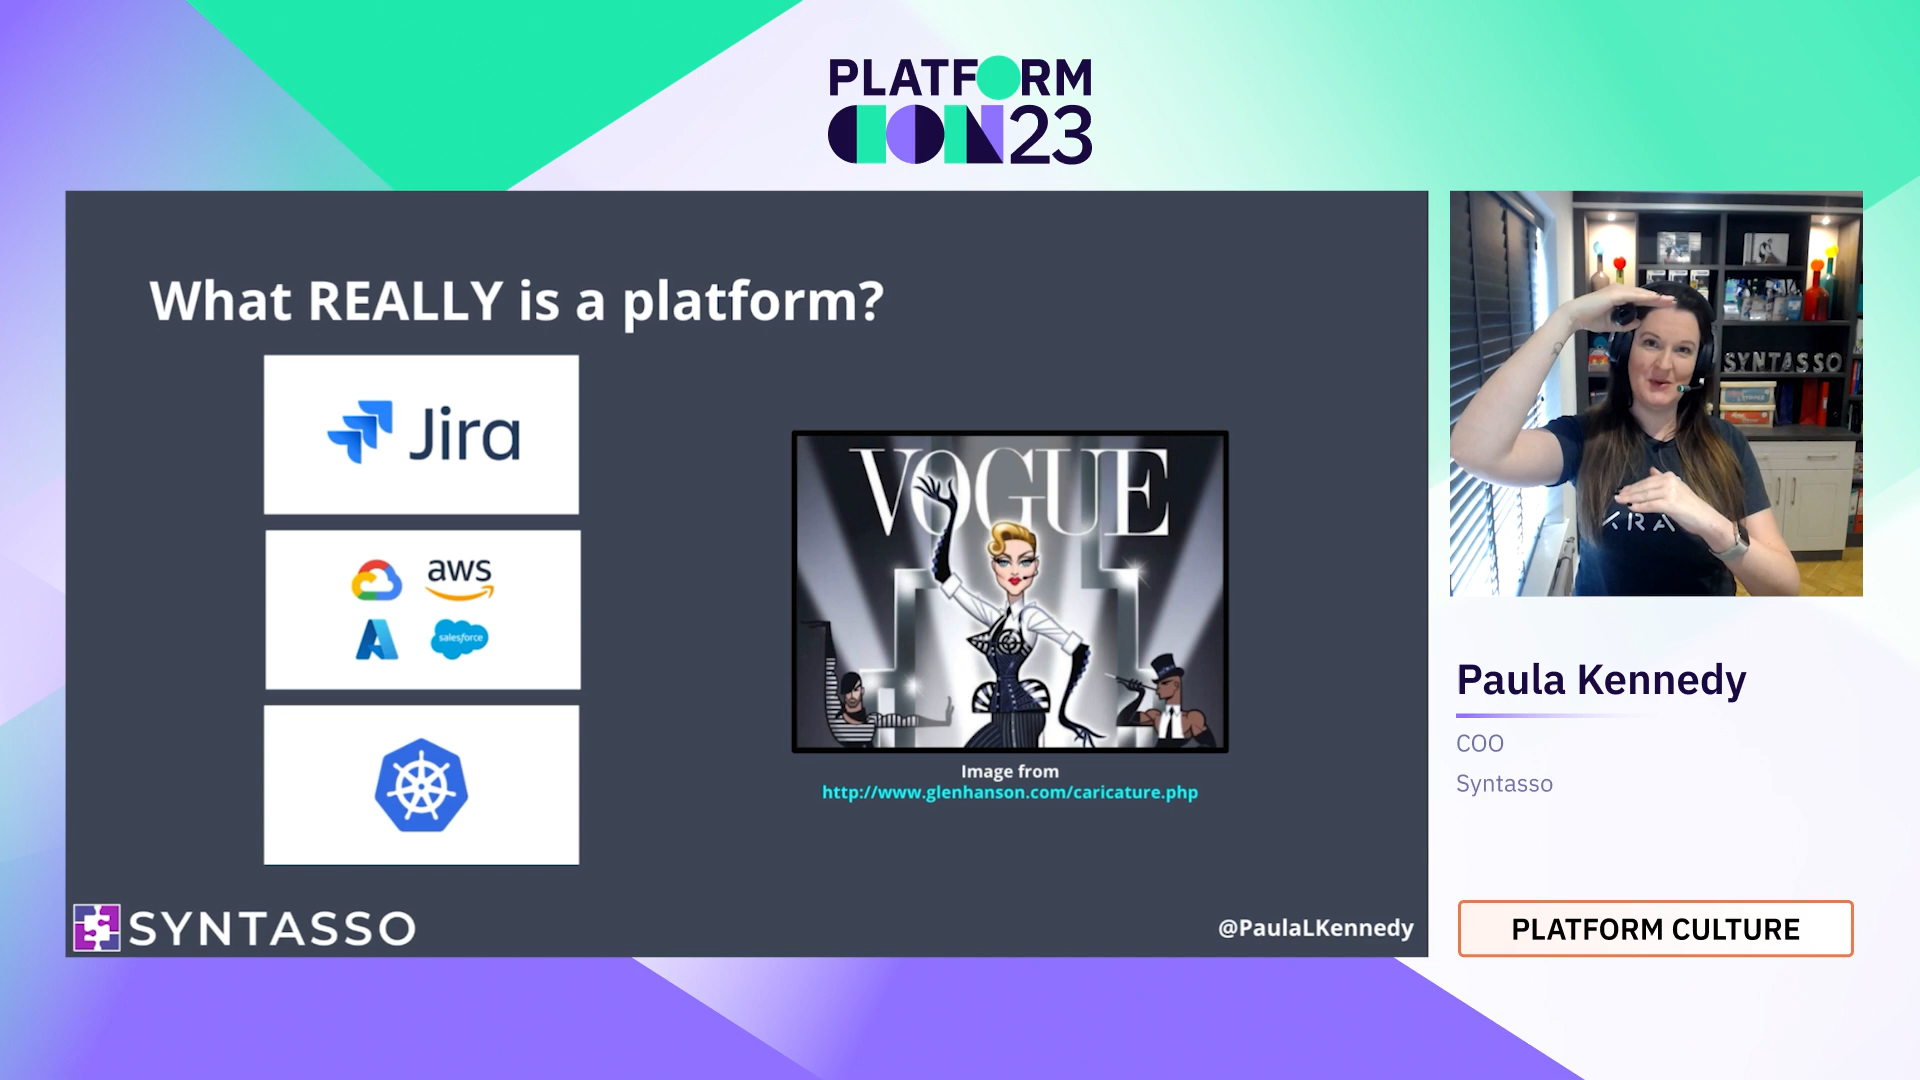 PLATFORM
CON23
What REALLY is a platform?
Jira
aws
salesforce
VOGUE
Image from
http://www.glenhanson.com/caricature.php
SYNTASSO
@PaulaLKennedy
SYNTASSO
KRA
Paula Kennedy
COO
Syntasso
PLATFORM CULTURE